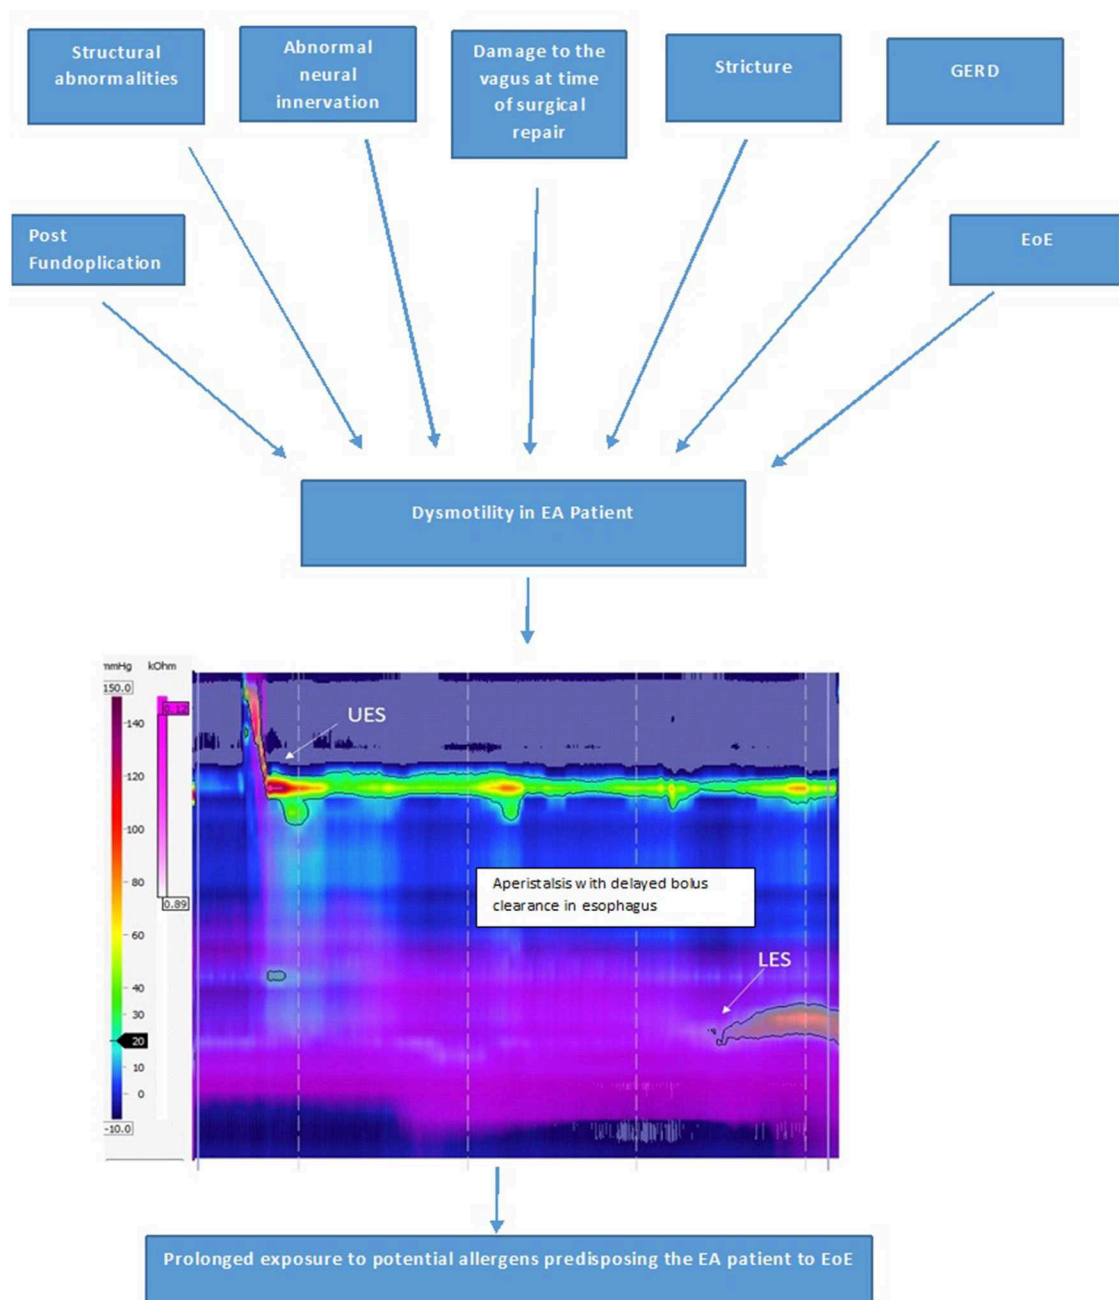 Structural
abnormalities
Abnormal
neural
innervation
Damage to the
vagus at time
of surgical
repair
Stricture
GERD
Post
Fundoplication
EoE
Dysmotility in EA Patient
mmHg kOhm
150.0
0.12
140
120
100
80
0.89
60
40
30
20
10
0
-10.0
UES
Aperistalsis with delayed bolus
clearance in esophagus
LES
Prolonged exposure to potential allergens predisposing the EA patient to EoE